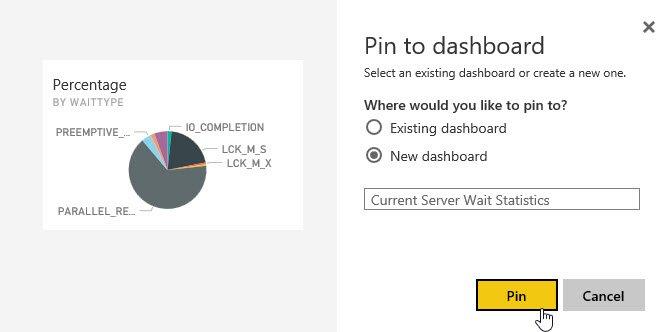 Percentage
BY WAITTYPE
IO_COMPLETION
PREEMPTIVE_...
LCK_M_S
LCK_M_X
PARALLEL_RE...
Pin to dashboard
Select an existing dashboard or create a new one.
Where would you like to pin to?
Existing dashboard
New dashboard
Current Server Wait Statistics
Pin
Cancel